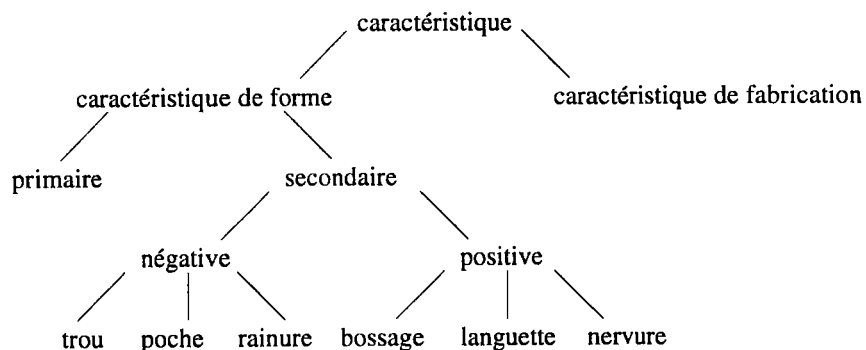 caractéristique
caractéristique de forme
caractéristique de fabrication
primaire
secondaire
négative
positive
trou poche rainure bossage languette nervure